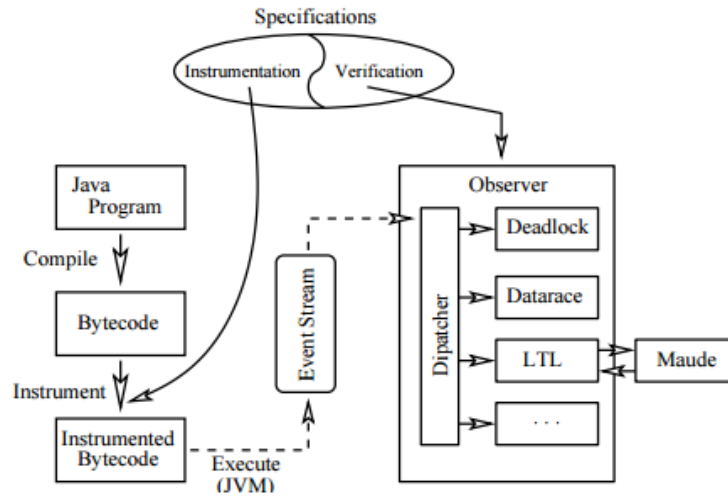 Specifications
Instrumentation
Verification
Java
Program
Compile
Bytecode
Instrument
Instrumented
Bytecode
Execute
(JVM)
Event Stream
Observer
Dipatcher
Deadlock
Datarace
LTL
Maude
. . .